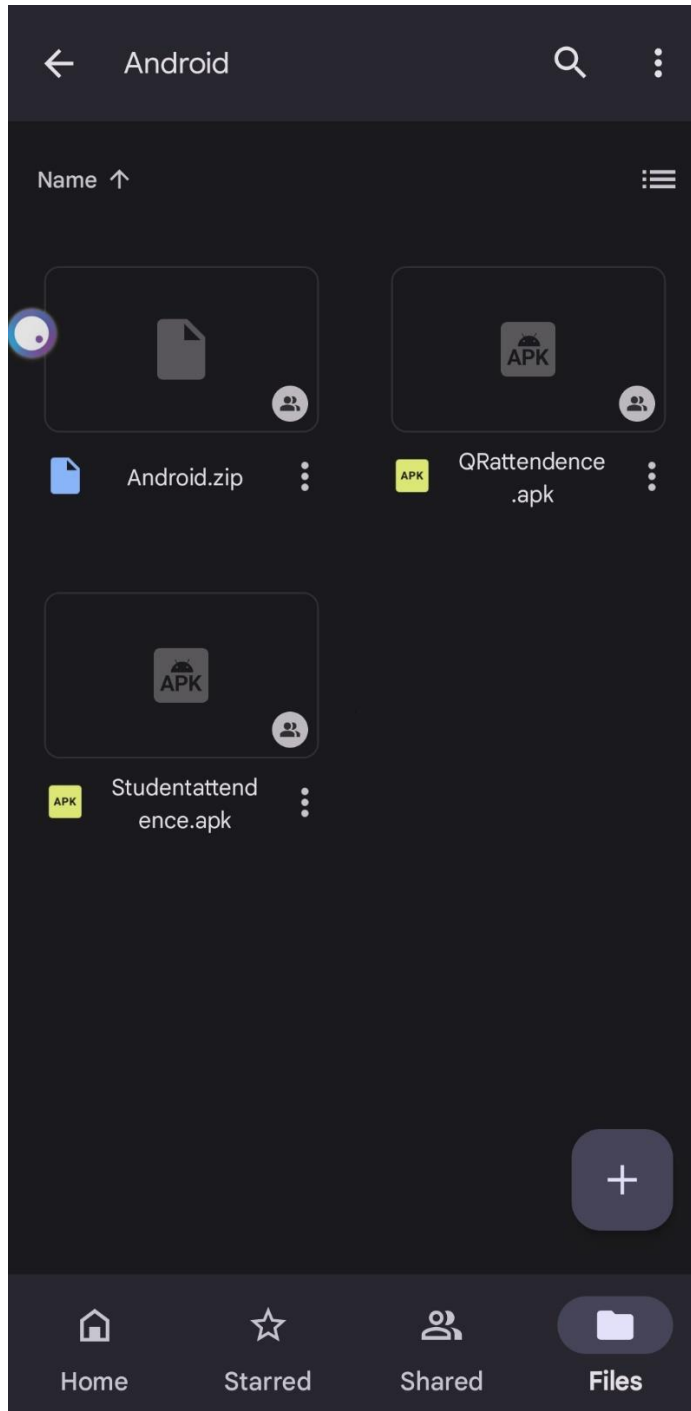 Android
Name
APK
Android.zip
APK
QRattendence
.apk
APK
APK
Studentattend
ence.apk
Home
Starred
Shared
Files